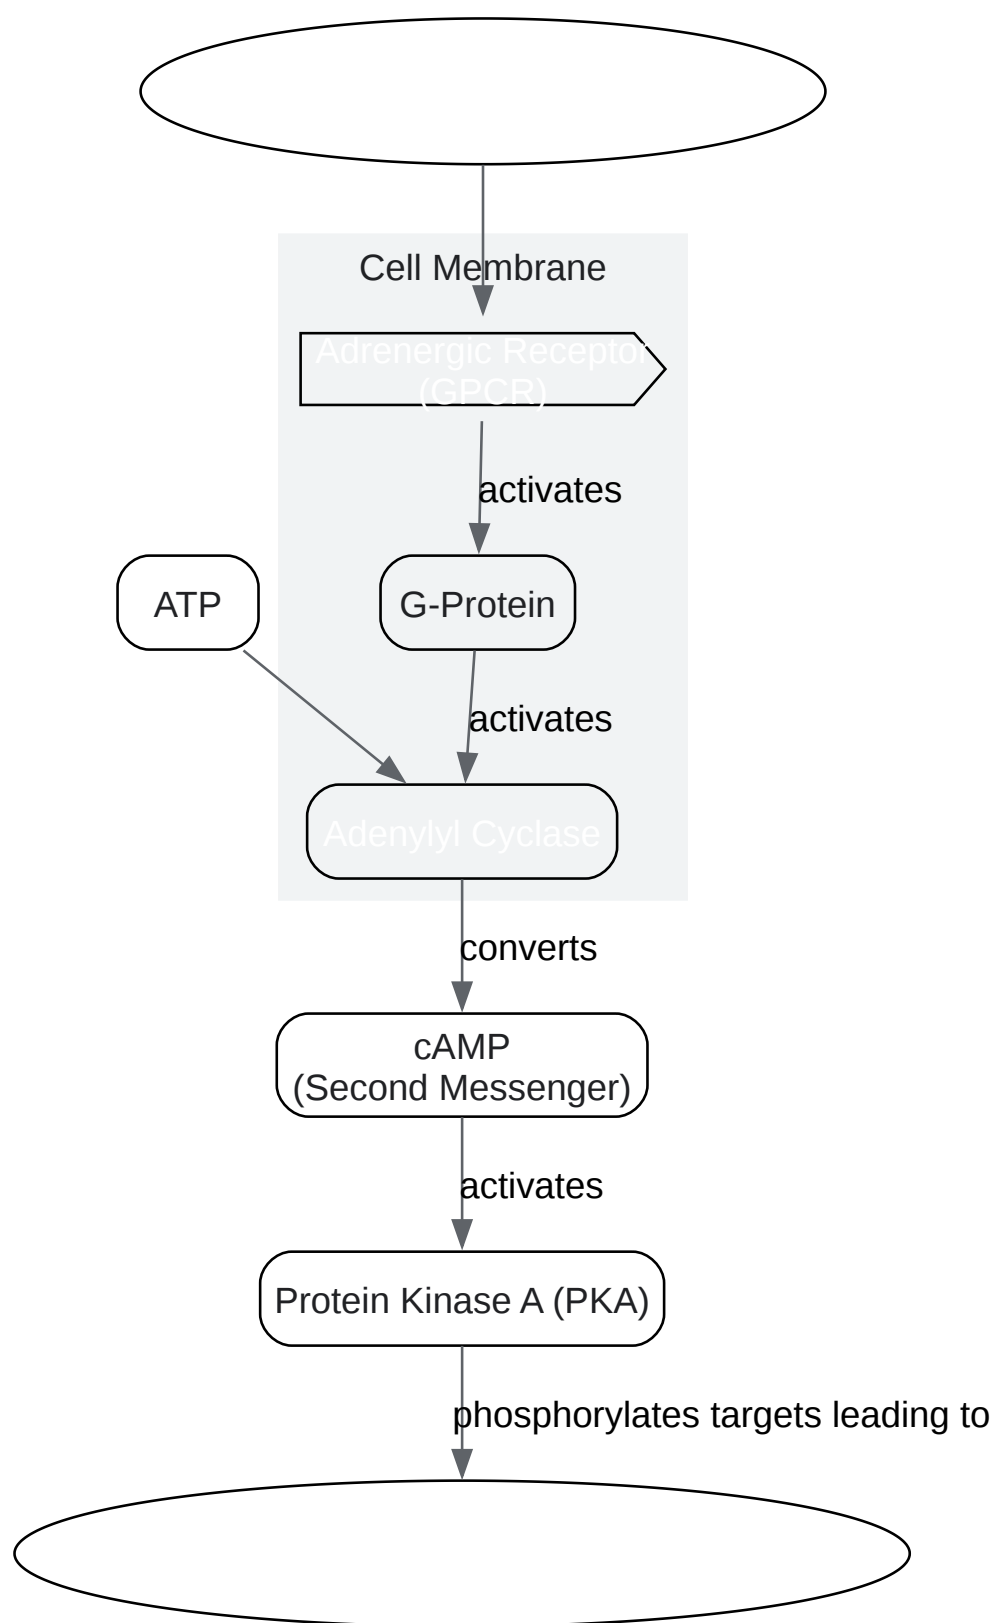 Cell Membrane
Adrenergic Receptor
(GPCR)
activates
ATP
G-Protein
activates
Adenylyl Cyclase
converts
cAMP
(Second Messenger)
activates
Protein Kinase A (PKA)
phosphorylates targets leading to